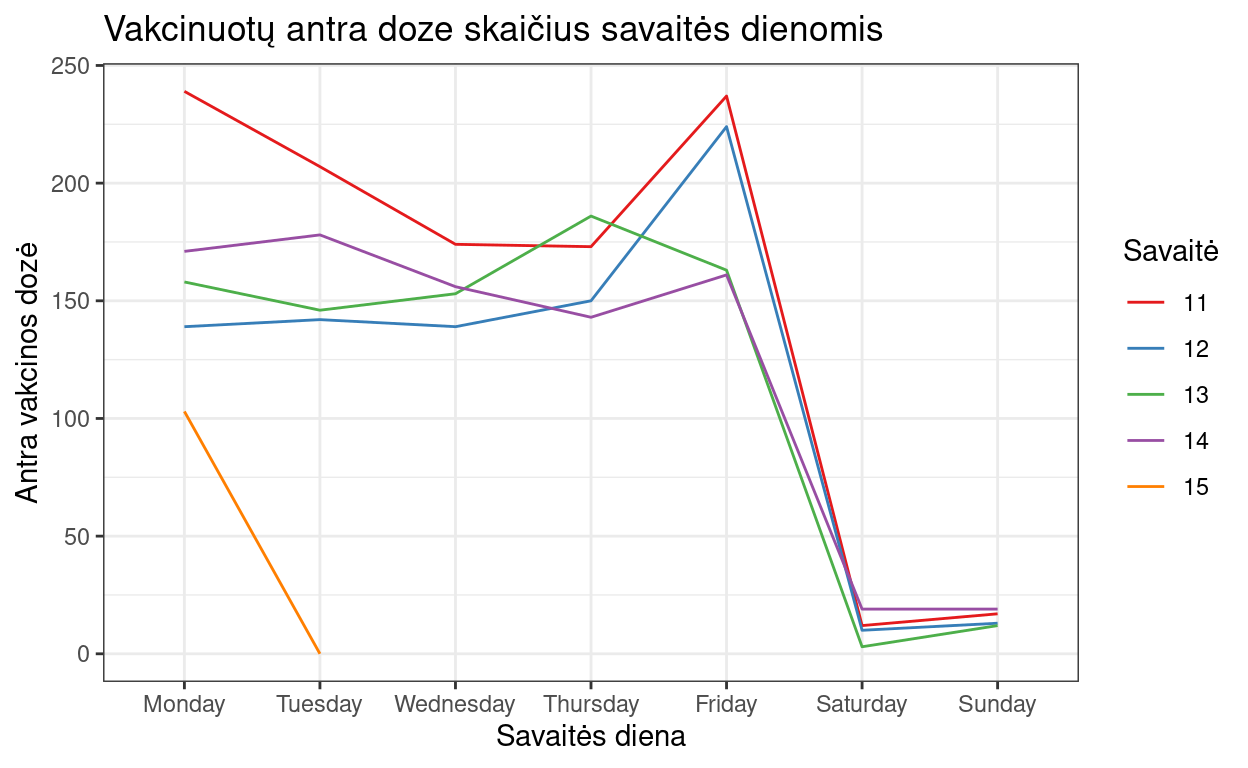 Vakcinuotų antra doze skaičius savaitės dienomis
Antra vakcinos dozė
250
200
150
100
50
0
Monday Tuesday Wednesday Thursday Friday Saturday Sunday
Savaitės diena
Savaitė
11
12
13
14
15